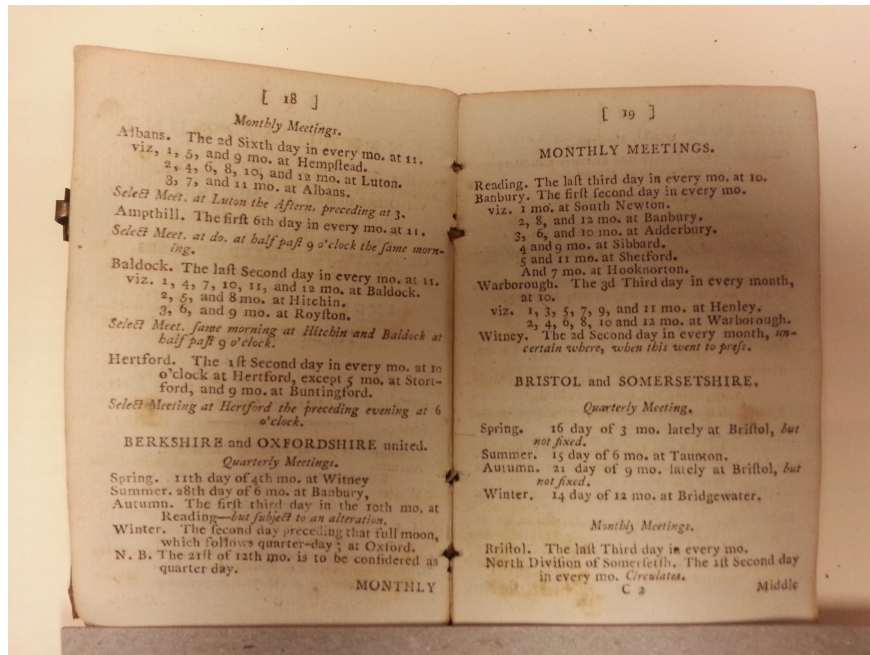 [ 18 ]
Monthly Meetings.
Albans. The 2d Sixth day in every mo. at 11.
viz, 1, 5, and 9 mo. at Hempſtead.
2, 4, 6, 8, 10, and 12 mo. at Luton.
3, 7, and 11 mo. at Albans.
Select Meet. at Luton the Aftern, preceding at 3.
Ampthill. The firſt 6th day in every mo. at 11.
Select Meet. at do. at half paſt 9 o'clock the ſame morn-
ing.
Baldock. The laſt Second day in every mo. at 11.
viz. 1, 4, 7, 10, 11, and 12 mo. at Baldock.
2, 5, and 8 mo. at Hitchin.
3, 6, and 9 mo. at Royſton.
Select Meet. ſame morning at Hitchin and Baldock at
half paſt 9 o'clock.
Hertford. The 1ſt Second day in every mo. at 10
o'clock at Hertford, except 5 mo. at Stort-
ford, and 9 mo. at Buntingford.
Select Meeting at Hertford the preceding evening at 6
o'clock.
BERKSHIRE and OXFORDSHIRE united.
Quarterly Meetings.
Spring. 11th day of 4th mo. at Witney
Summer. 28th day of 6 mo. at Banbury,
Autumn. The firſt third day in the 10th mo. at
Reading—but ſubject to an alteration.
Winter. The ſecond day preceding that full moon,
which follows quarter-day; at Oxford.
N. B. The 21ſt of 12th mo. is to be conſidered as
quarter day.
MONTHLY
[ 19 ]
MONTHLY MEETINGS.
Reading. The laſt third day in every mo. at 10.
Banbury. The firſt ſecond day in every mo.
viz. 1 mo. at South Newton.
2, 8, and 12 mo. at Banbury.
3, 6, and 10 mo. at Adderbury.
4 and 9 mo. at Sibbard.
5 and 11 mo. at Shetford.
And 7 mo. at Hooknorton.
Warborough. The 3d Third day in every month,
at 10.
viz. 1, 3, 5, 7, 9, and 11 mo. at Henley.
2, 4, 6, 8, 10 and 12 mo. at Warborough.
Witney. The 2d Second day in every month, un-
certain where, when this went to preſs.
BRISTOL and SOMERSETSHIRE.
Quarterly Meeting.
Spring. 16 day of 3 mo. lately at Briſtol, but
not fixed.
Summer. 15 day of 6 mo. at Taunton.
Autumn. 21 day of 9 mo. lately at Briſtol, but
not fixed.
Winter. 14 day of 12 mo. at Bridgewater.
Monthly Meetings.
Briſtol. The laſt Third day in every mo.
North Diviſion of Somerſetſh. The 1ſt Second day
in every mo. Circulates.
C 2
Middle